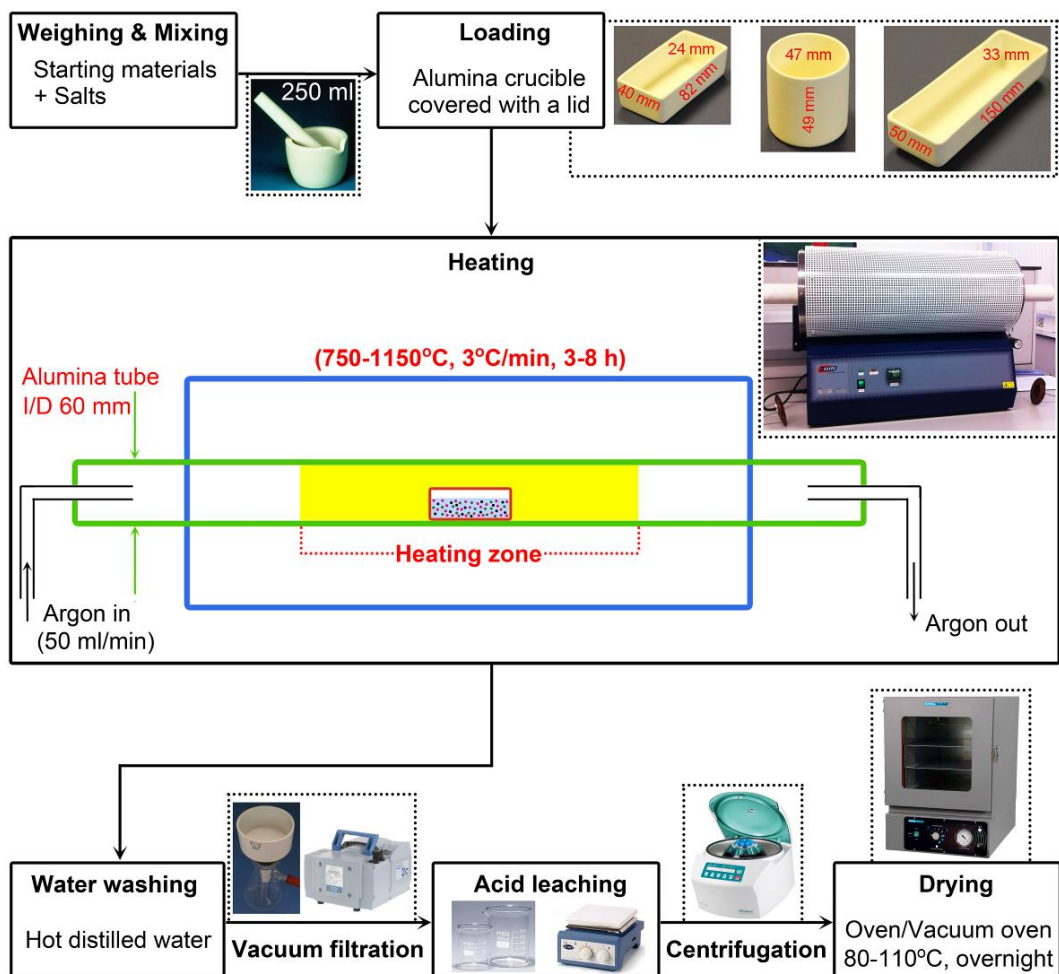 Weighing & Mixing
Starting materials
+ Salts
250 ml
Loading
Alumina crucible
covered with a lid
24 mm
40 mm
82 mm
47 mm
49 mm
33 mm
50 mm
150 mm
Heating
(750-1150°C, 3°C/min, 3-8 h)
Alumina tube
I/D 60 mm
Heating zone
Argon in
(50 ml/min)
Argon out
Water washing
Hot distilled water
Vacuum filtration
Acid leaching
Centrifugation
Drying
Oven/Vacuum oven
80-110°C, overnight